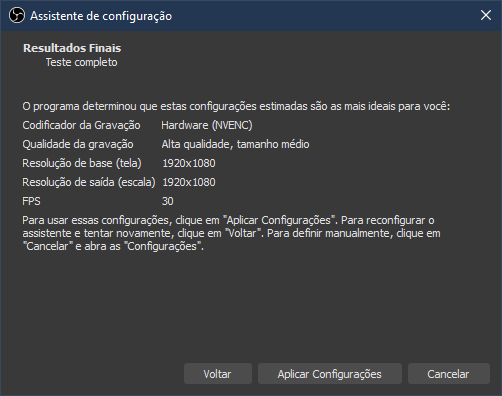 Assistente de configuração
Resultados Finais
Teste completo
O programa determinou que estas configurações estimadas são as mais ideais para você:
Codificador da Gravação Hardware (NVENC)
Qualidade da gravação Alta qualidade, tamanho médio
Resolução de base (tela) 1920x1080
Resolução de saída (escala) 1920x1080
FPS 30
Para usar essas configurações, clique em "Aplicar Configurações". Para reconfigurar o
assistente e tentar novamente, clique em "Voltar". Para definir manualmente, clique em
"Cancelar" e abra as "Configurações".
Voltar Aplicar Configurações Cancelar